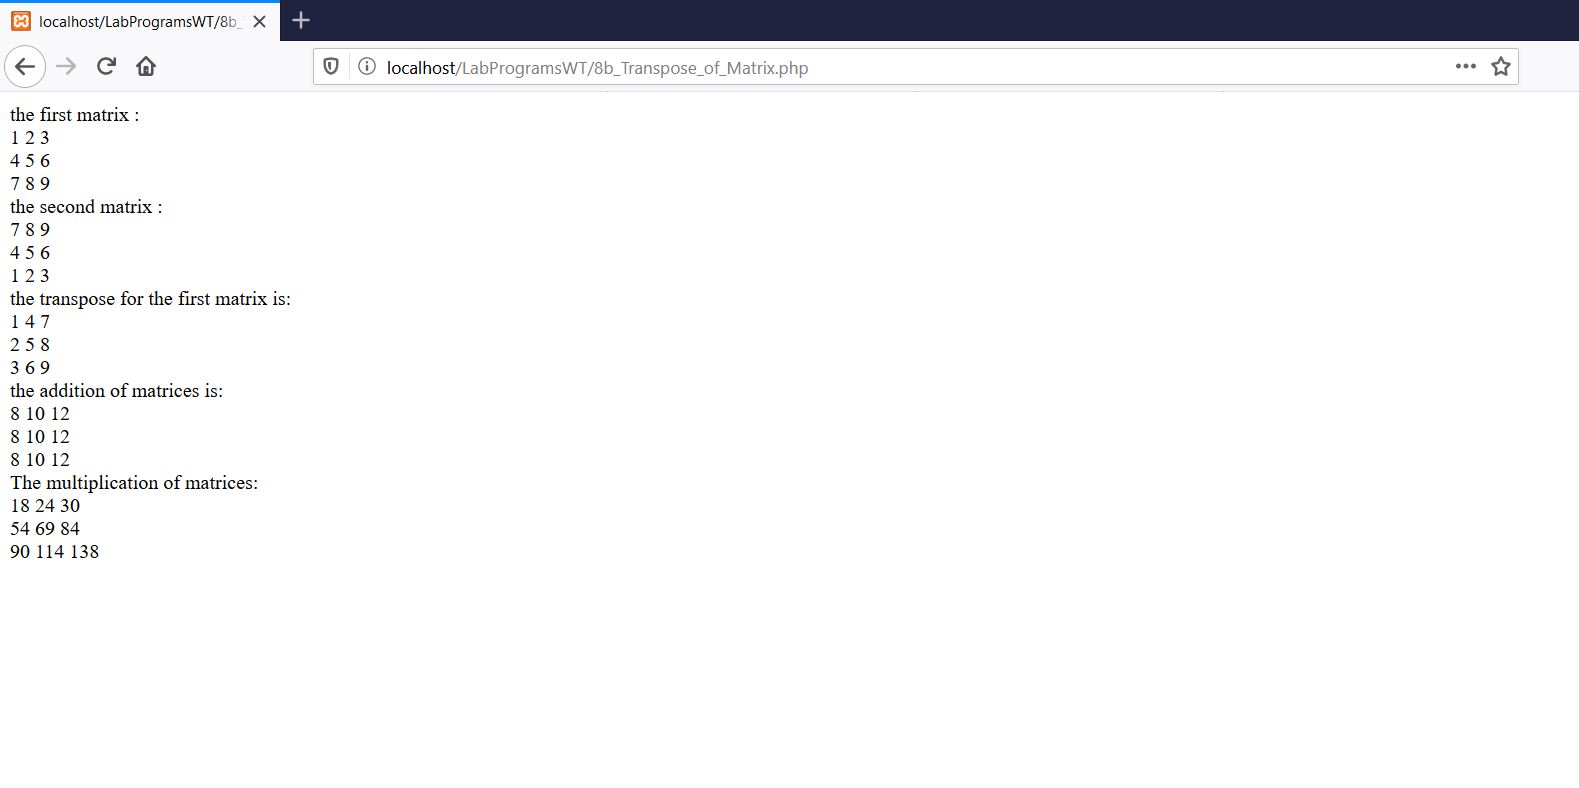 localhost/LabProgramsWT/8b_
localhost/LabProgramsWT/8b_Transpose_of_Matrix.php
the first matrix :
1 2 3
4 5 6
7 8 9
the second matrix :
7 8 9
4 5 6
1 2 3
the transpose for the first matrix is:
1 4 7
2 5 8
3 6 9
the addition of matrices is:
8 10 12
8 10 12
8 10 12
The multiplication of matrices:
18 24 30
54 69 84
90 114 138